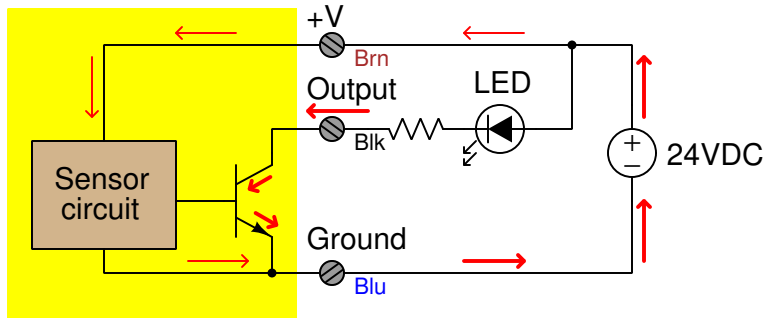 +V
Brn
Output
LED
Blk
+
−
24VDC
Sensor
circuit
Ground
Blu